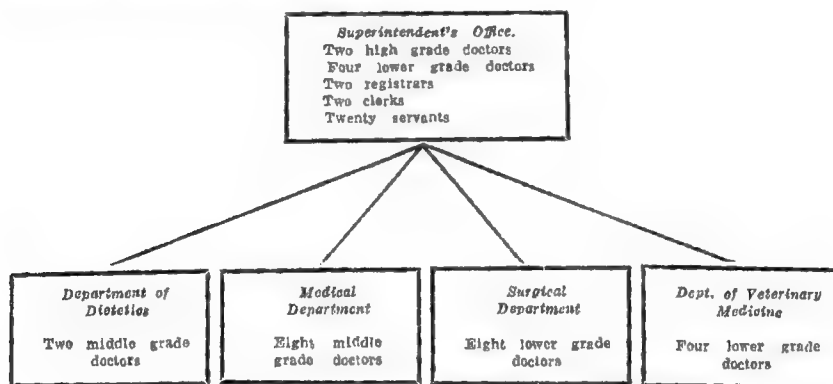 Superintendent's Office.
Two high grade doctors
Four lower grade doctors
Two registrars
Two clerks
Twenty servants
Department of
Dietetics
Two middle grade
doctors
Medical
Department
Eight middle
grade doctors
Surgical
Department
Eight lower grade
doctors
Dept. of Veterinary
Medicine
Four lower grade
doctors